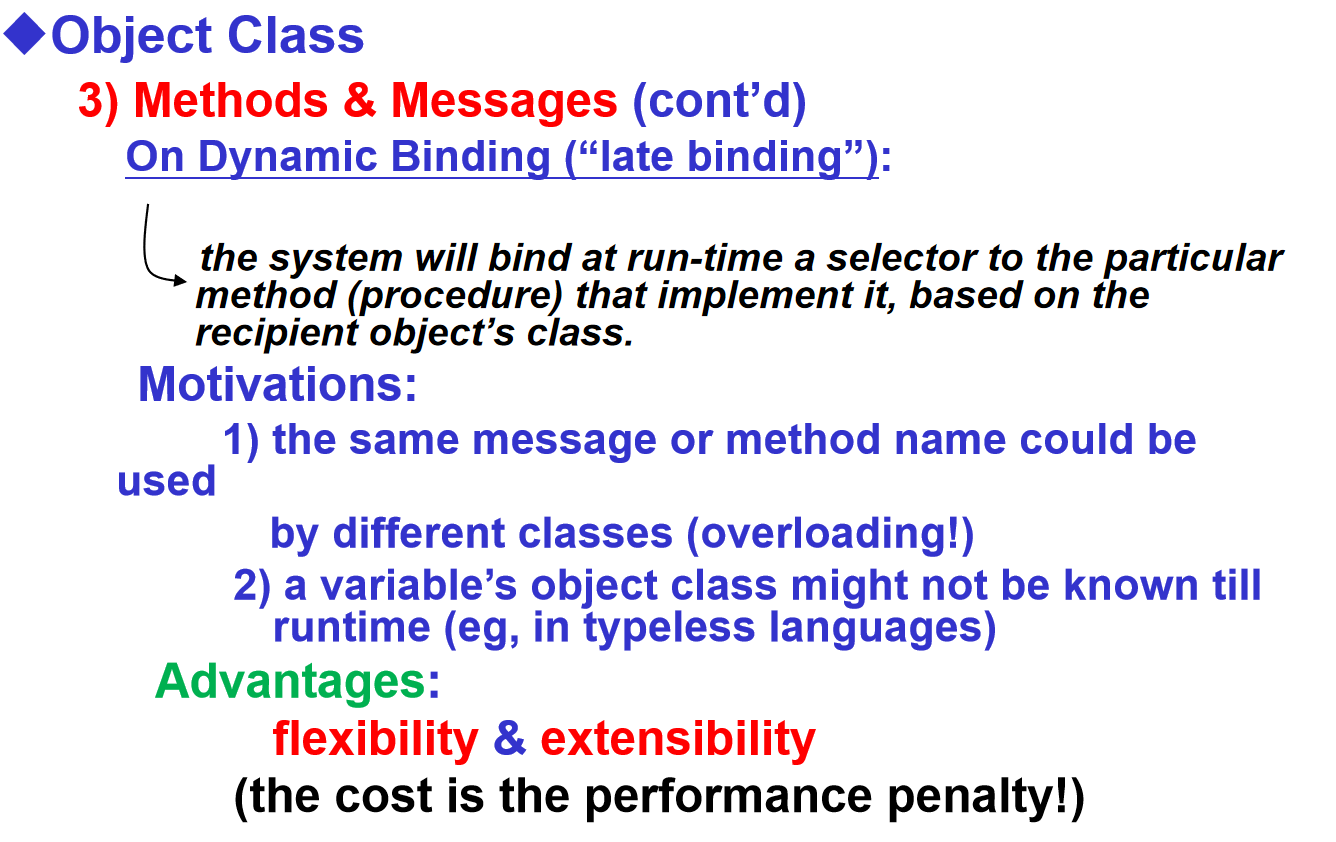 ◆Object Class
3) Methods & Messages (cont’d)
On Dynamic Binding (“late binding”):
the system will bind at run-time a selector to the particular
method (procedure) that implement it, based on the
recipient object’s class.
Motivations:
1) the same message or method name could be
used
by different classes (overloading!)
2) a variable’s object class might not be known till
runtime (eg, in typeless languages)
Advantages:
flexibility & extensibility
(the cost is the performance penalty!)